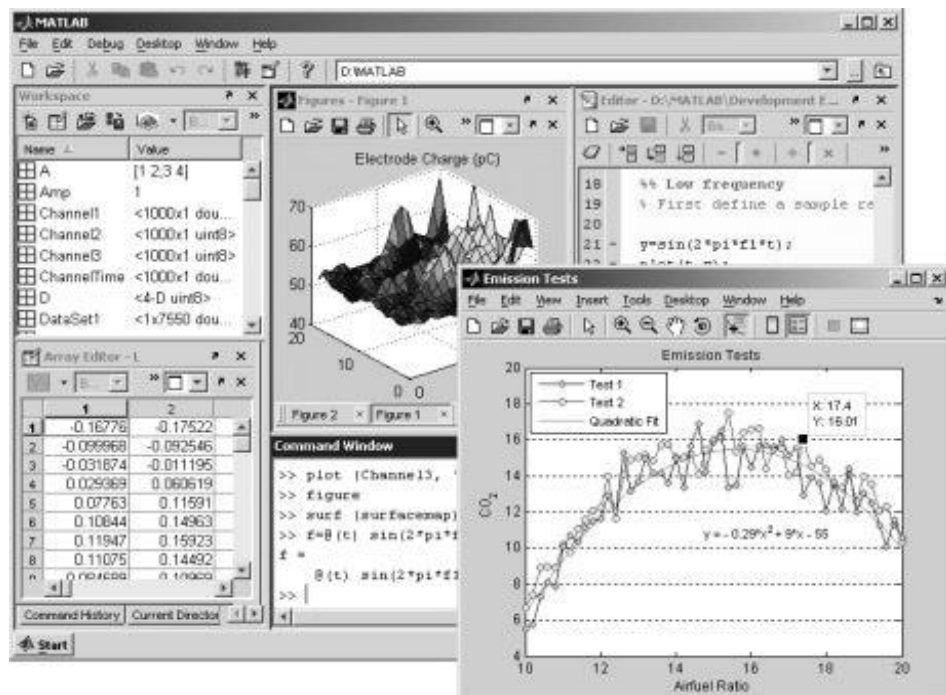 MATLAB
File Edit Debug Desktop Window Help
D:\MATLAB
Workspace
Name Value
A [1 2;3 4]
Amp 1
Channel1 <1000x1 dou...
Channel2 <1000x1 uint8>
Channel3 <1000x1 uint8>
ChannelTime <1000x1 dou...
D <4-D uint8>
DataSet1 <1x7550 dou...
Array Editor - L
1 2
1 -0.16776 -0.17522
2 -0.099968 -0.092546
3 -0.031874 -0.011195
4 0.029369 0.060619
5 0.07763 0.11591
6 0.10844 0.14963
7 0.11947 0.15923
8 0.11075 0.14492
Command History Current Director
Start
Figures - Figure 1
Electrode Charge (pC)
70
60
50
40
20
10
0 0
Figure 2 Figure 1
Command Window
>> plot (Channel3,
>> figure
>> surf (surfacemap)
>> f=@(t) sin(2*pi*f
f =
@(t) sin(2*pi*f
>>
Editor - D:\MATLAB\Development E...
18 %% Low frequency
19 % First define a sample re
20
21 - y=sin(2*pi*f1*t);
Emission Tests
File Edit View Insert Tools Desktop Window Help
Emission Tests
Test 1
Test 2
Quadratic Fit
X: 17.4
Y: 16.01
y = - 0.29*x² + 9*x - 55
CO₂
20
18
16
14
12
10
8
6
4
10 12 14 16 18 20
Airfuel Ratio